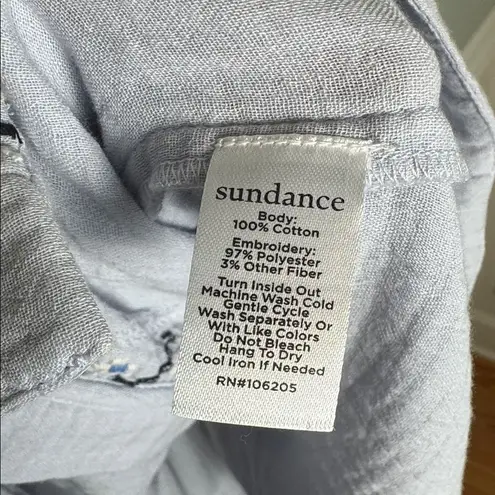 sundance
Body:
100% Cotton
Embroidery:
97% Polyester
3% Other Fiber
Turn Inside Out
Machine Wash Cold
Gentle Cycle
Wash Separately Or
With Like Colors
Do Not Bleach
Hang To Dry
Cool Iron If Needed
RN#106205